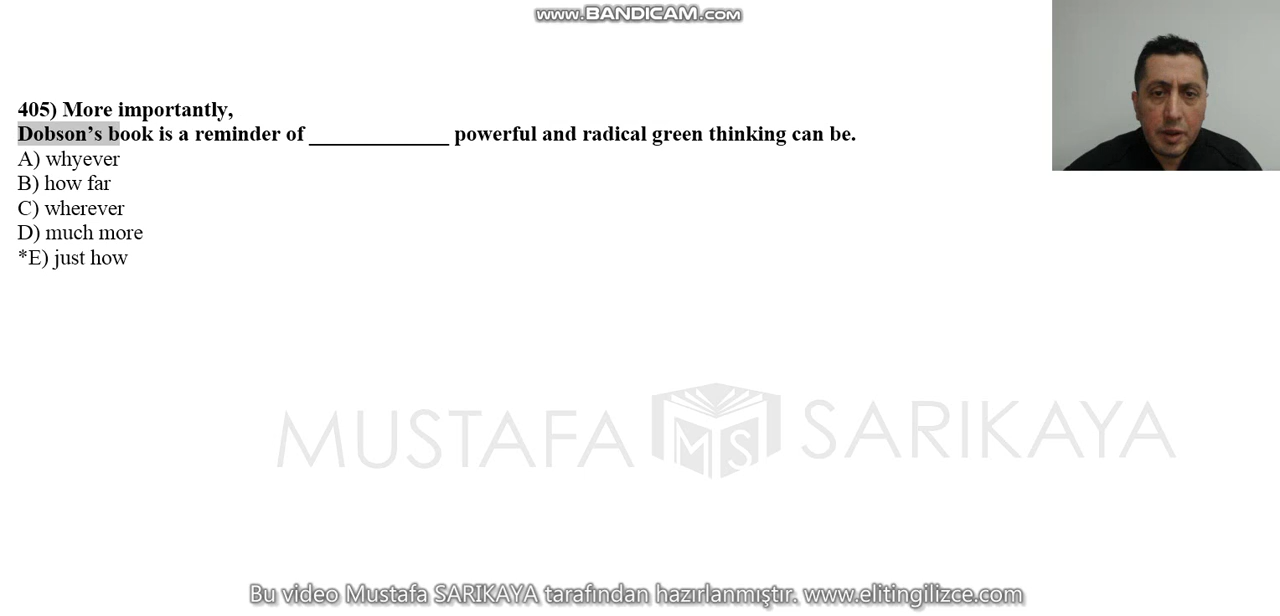 www.BANDICAM.com
405) More importantly,
Dobson’s book is a reminder of _____________ powerful and radical green thinking can be.
A) whyever
B) how far
C) wherever
D) much more
*E) just how
MUSTAFA MS SARIKAYA
Bu video Mustafa SARIKAYA tarafından hazırlanmıştır. www.elitingilizce.com